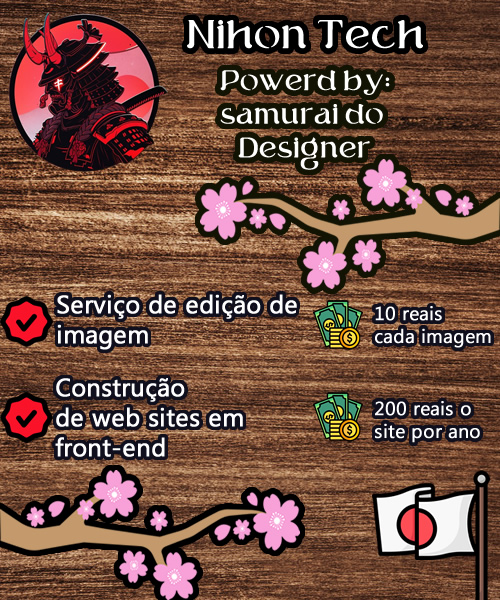 Nihon Tech
Powerd by:
samurai do
Designer
Serviço de edição de
imagem
10 reais
cada imagem
Construção
de web sites em
front-end
200 reais o
site por ano